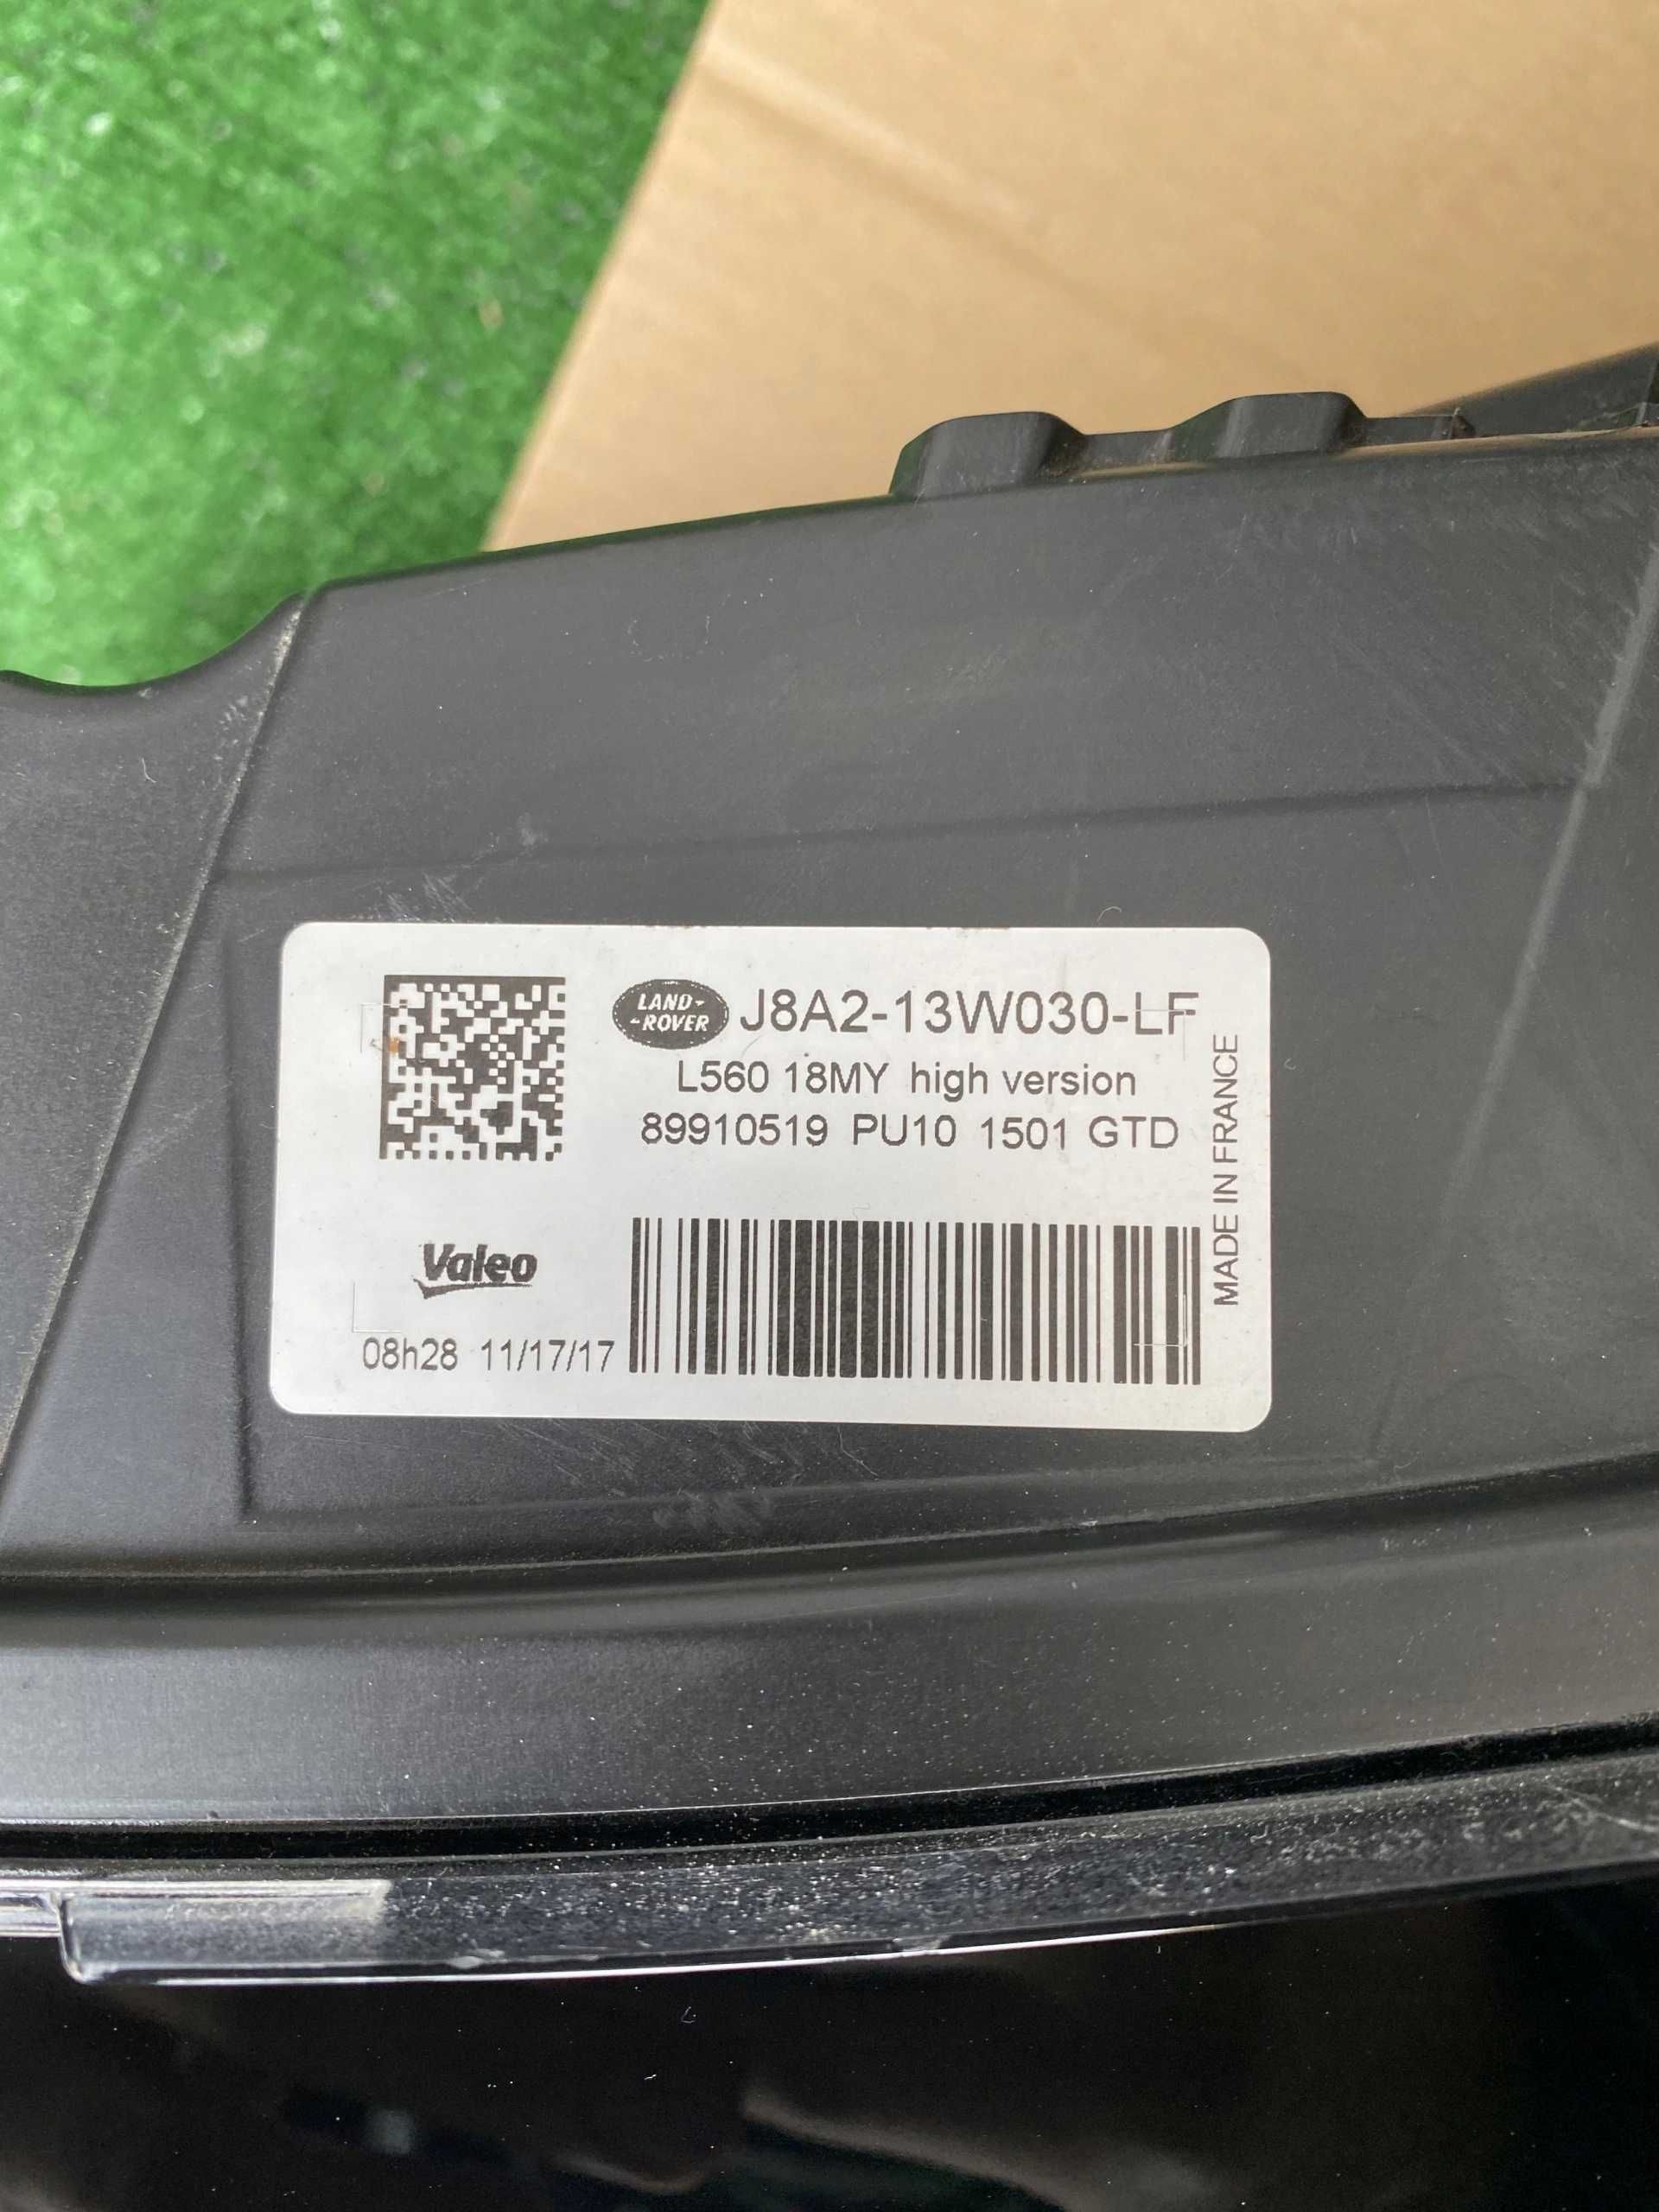 LAND-
-ROVER
J8A2-13W030-LF
L560 18MY high version
89910519 PU10 1501 GTD
MADE IN FRANCE
Valeo
08h28 11/17/17